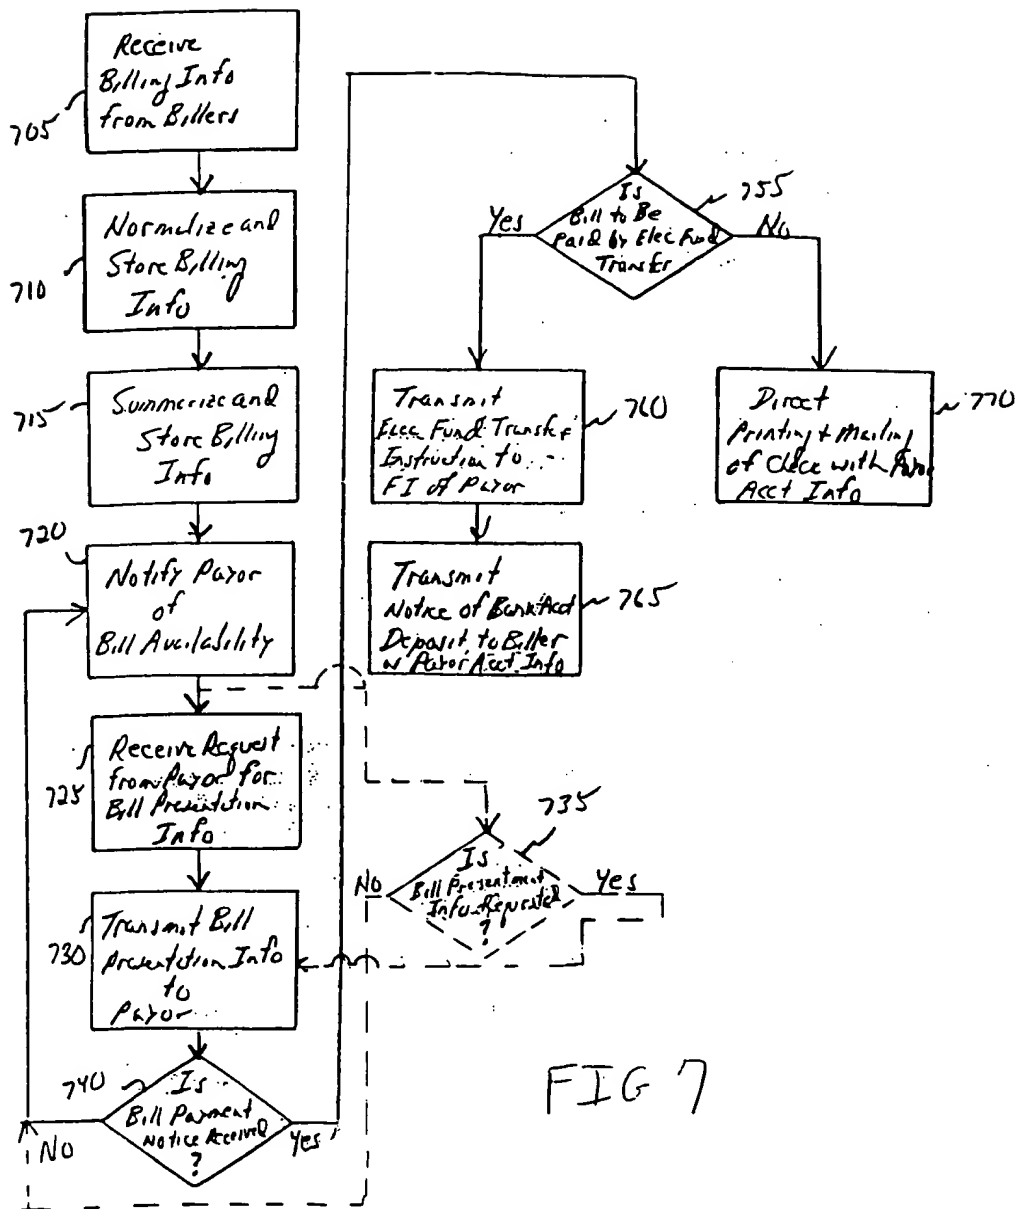 Receive
Billing Info
from Billers
705
Normalize and
Store Billing
Info
710
Summerize and
Store Billing
Info
715
720
Notify Payor
of
Bill Availability
Receive Request
from Payor for
Bill Presentation
Info
725
Transmit Bill
Presentation Info
to
Payor
730
740
Is
Bill Payment
Notice Received
?
No
Yes
735
Is
Bill Presentment
Info Requested
?
No
Yes
755
Is
Bill to Be
Paid by Elec Fund
Transfer
Yes
No
Transmit
Elec Fund Transfer
Instruction to
FI of Payor
760
Transmit
Notice of Bank Acct
Deposit to Biller
w Payor Acct Info
765
Direct
Printing + Mailing
of Check with Payor
Acct Info
770
FIG 7